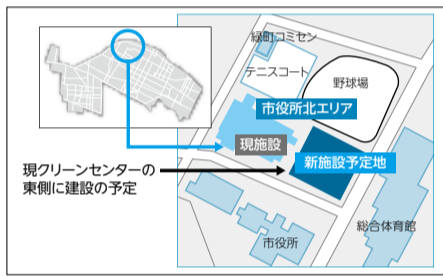 緑町コミセン
テニスコート
野球場
市役所北エリア
現施設
新施設予定地
現クリーンセンターの
東側に建設の予定
総合体育館
市役所